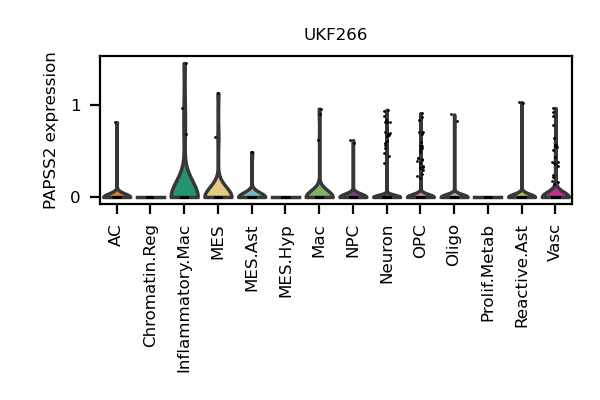 UKF266
PAPSS2 expression
1
0
AC
Chromatin.Reg
Inflammatory.Mac
MES
MES.Ast
MES.Hyp
Mac
NPC
Neuron
OPC
Oligo
Prolif.Metab
Reactive.Ast
Vasc